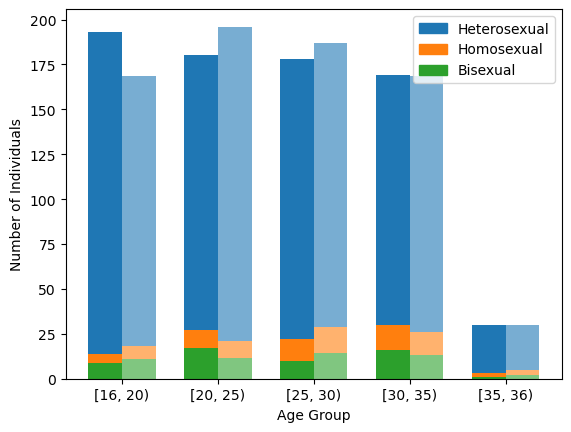 200
175
150
125
100
75
50
25
0
Number of Individuals
Heterosexual
Homosexual
Bisexual
[16, 20)
[20, 25)
[25, 30)
[30, 35)
[35, 36)
Age Group